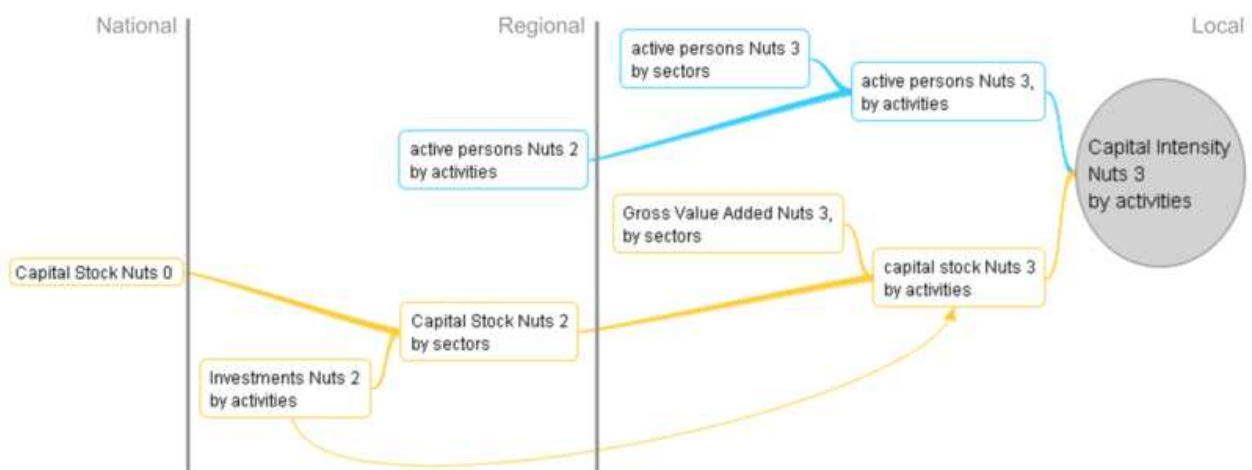 National
Regional
Local
active persons Nuts 3
by sectors
active persons Nuts 3,
by activities
active persons Nuts 2
by activities
Capital Intensity
Nuts 3
by activities
Gross Value Added Nuts 3,
by sectors
Capital Stock Nuts 0
capital stock Nuts 3
by activities
Capital Stock Nuts 2
by sectors
Investments Nuts 2
by activities